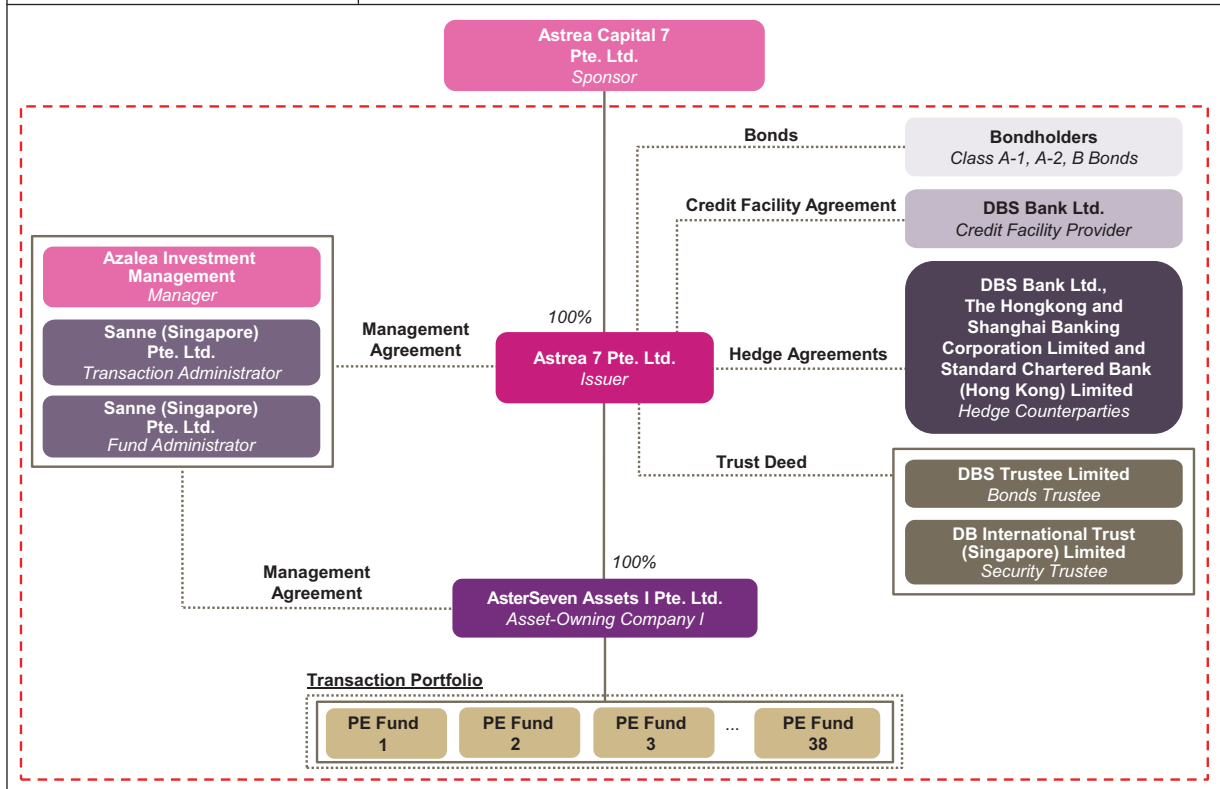 Astrea Capital 7
Pte. Ltd.
Sponsor
Bonds
Bondholders
Class A-1, A-2, B Bonds
Credit Facility Agreement
DBS Bank Ltd.
Credit Facility Provider
Azalea Investment
Management
Manager
Sanne (Singapore)
Pte. Ltd.
Transaction Administrator
Sanne (Singapore)
Pte. Ltd.
Fund Administrator
Management
Agreement
100%
Astrea 7 Pte. Ltd.
Issuer
Hedge Agreements
DBS Bank Ltd.,
The Hongkong and
Shanghai Banking
Corporation Limited and
Standard Chartered Bank
(Hong Kong) Limited
Hedge Counterparties
Trust Deed
DBS Trustee Limited
Bonds Trustee
DB International Trust
(Singapore) Limited
Security Trustee
Management
Agreement
100%
AsterSeven Assets I Pte. Ltd.
Asset-Owning Company I
Transaction Portfolio
PE Fund
1
PE Fund
2
PE Fund
3
...
PE Fund
38